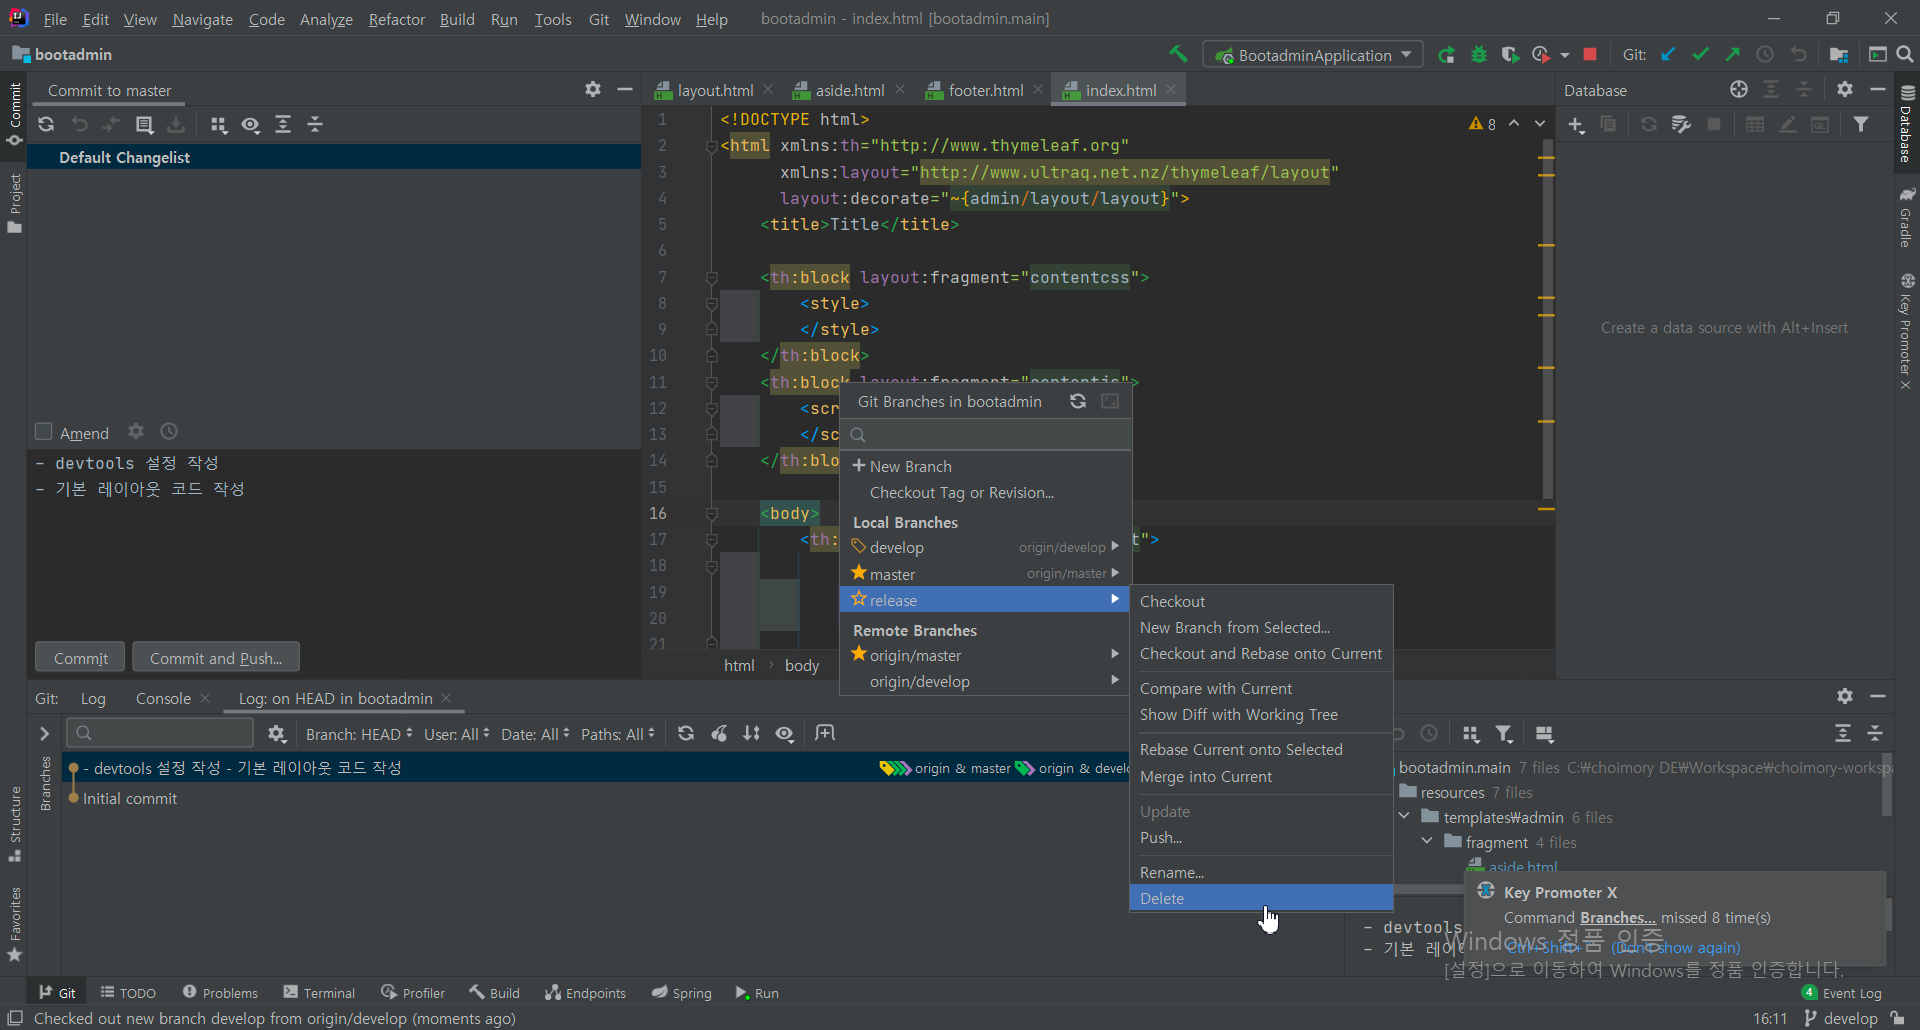 File Edit View Navigate Code Analyze Refactor Build Run Tools Git Window Help bootadmin - index.html [bootadmin.main]
bootadmin
BootadminApplication Git:
Commit to master
layout.html aside.html footer.html index.html
Database
Default Changelist
8
1 <!DOCTYPE html>
2 <html xmlns:th="http://www.thymeleaf.org"
3 xmlns:layout="http://www.ultraq.net.nz/thymeleaf/layout"
4 layout:decorate="~{admin/layout/layout}">
5 <title>Title</title>
6
7 <th:block layout:fragment="contentcss">
8 <style>
9 </style>
10 </th:block>
11 <th:block layout:fragment="contentjs">
12 <scr
13 </sc
14 </th:blo
15
16 <body>
17 <th: t">
18
19
20
21
html body
Create a data source with Alt+Insert
Commit
Project
Structure
Favorites
Database
Gradle
Key Promoter X
Amend
- devtools 설정 작성
- 기본 레이아웃 코드 작성
Commit Commit and Push...
Git Branches in bootadmin
New Branch
Checkout Tag or Revision...
Local Branches
develop origin/develop
master origin/master
release
Remote Branches
origin/master
origin/develop
Checkout
New Branch from Selected...
Checkout and Rebase onto Current
Compare with Current
Show Diff with Working Tree
Rebase Current onto Selected
Merge into Current
Update
Push...
Rename...
Delete
Git: Log Console Log: on HEAD in bootadmin
Branch: HEAD User: All Date: All Paths: All
Branches
- devtools 설정 작성 - 기본 레이아웃 코드 작성 origin & master origin & develo
Initial commit
bootadmin.main 7 files C:₩choimory DE₩Workspace₩choimory-workspa
resources 7 files
templates₩admin 6 files
fragment 4 files
aside.html
- devtools
- 기본 레이아
Key Promoter X
Command Branches... missed 8 time(s)
(Don't show again)
Windows 정품 인증
[설정]으로 이동하여 Windows를 정품 인증합니다.
Git TODO Problems Terminal Profiler Build Endpoints Spring Run
4 Event Log
Checked out new branch develop from origin/develop (moments ago)
16:11 develop